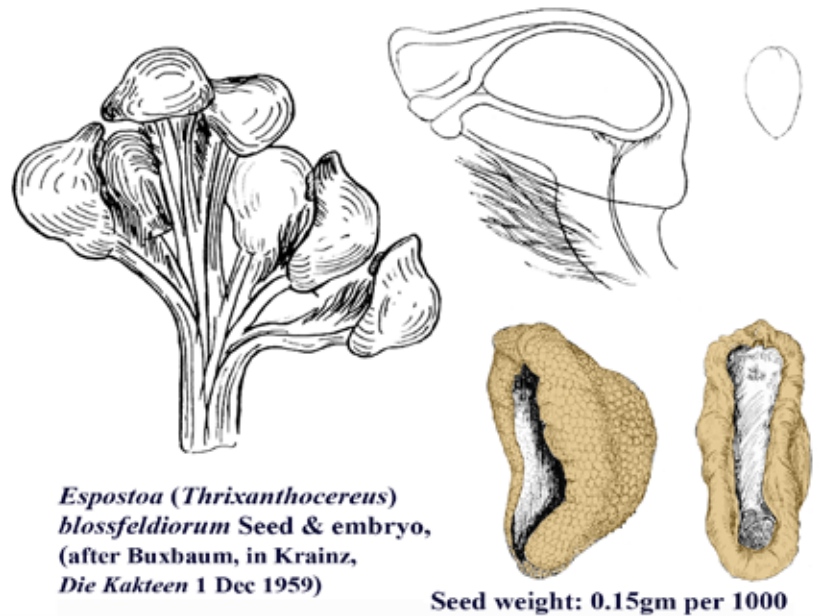 Espostoa (Thrixanthocereus)
blossfeldiorum Seed & embryo,
(after Buxbaum, in Krainz,
Die Kakteen 1 Dec 1959)
Seed weight: 0.15gm per 1000